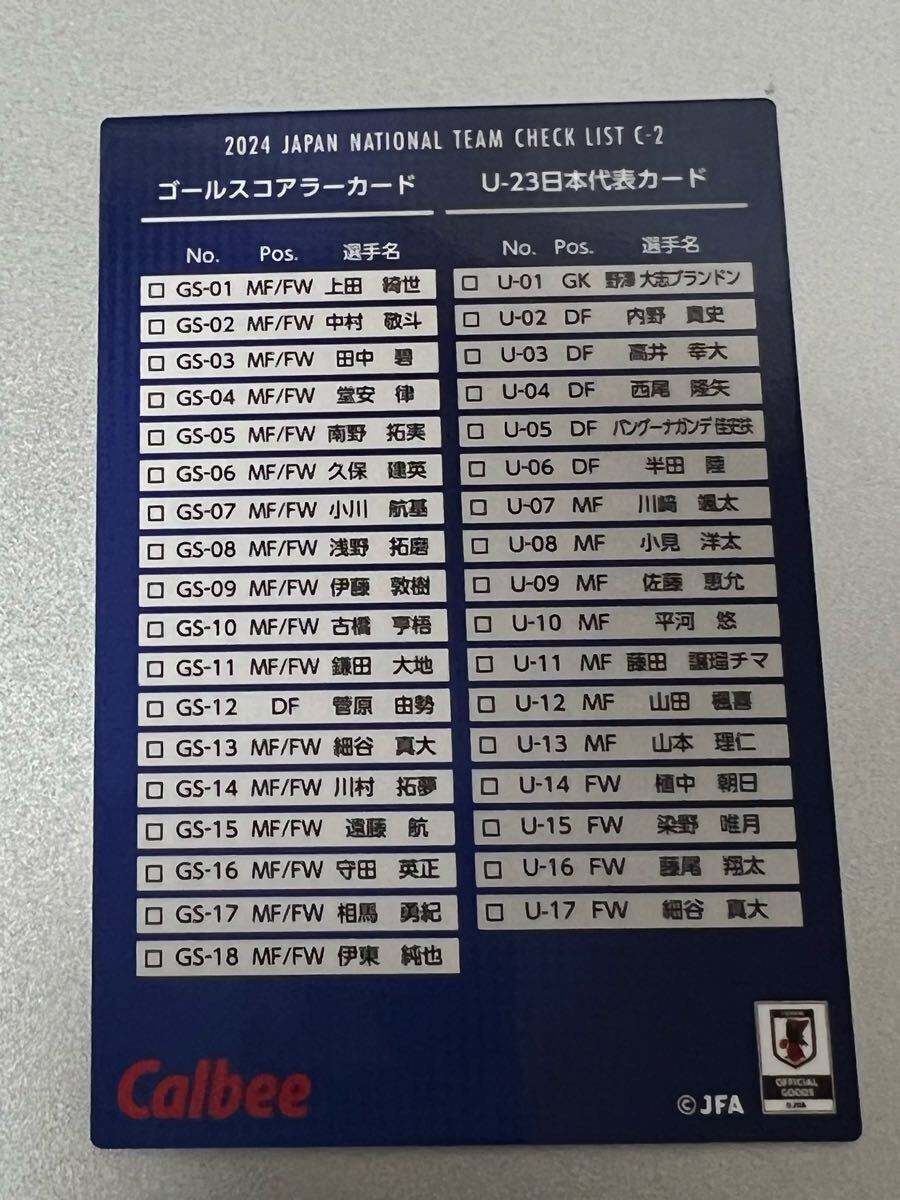 2024 JAPAN NATIONAL TEAM CHECK LIST C-2
ゴールスコアラーカード
No. Pos. 選手名
□ GS-01 MF/FW 上田 綺世
□ GS-02 MF/FW 中村 敬斗
□ GS-03 MF/FW 田中 碧
□ GS-04 MF/FW 堂安 律
□ GS-05 MF/FW 南野 拓実
□ GS-06 MF/FW 久保 建英
□ GS-07 MF/FW 小川 航基
□ GS-08 MF/FW 浅野 拓磨
□ GS-09 MF/FW 伊藤 敦樹
□ GS-10 MF/FW 古橋 亨梧
□ GS-11 MF/FW 鎌田 大地
□ GS-12 DF 菅原 由勢
□ GS-13 MF/FW 細谷 真大
□ GS-14 MF/FW 川村 拓夢
□ GS-15 MF/FW 遠藤 航
□ GS-16 MF/FW 守田 英正
□ GS-17 MF/FW 相馬 勇紀
□ GS-18 MF/FW 伊東 純也
U-23日本代表カード
No. Pos. 選手名
□ U-01 GK 野澤 大志ブランドン
□ U-02 DF 内野 貴史
□ U-03 DF 高井 幸大
□ U-04 DF 西尾 隆矢
□ U-05 DF バングーナガンデ 佳史扶
□ U-06 DF 半田 陸
□ U-07 MF 川﨑 颯太
□ U-08 MF 小見 洋太
□ U-09 MF 佐藤 恵允
□ U-10 MF 平河 悠
□ U-11 MF 藤田 譲瑠チマ
□ U-12 MF 山田 楓喜
□ U-13 MF 山本 理仁
□ U-14 FW 植中 朝日
□ U-15 FW 染野 唯月
□ U-16 FW 藤尾 翔太
□ U-17 FW 細谷 真大
Calbee
©JFA
OFFICIAL
GOODS
©JFA